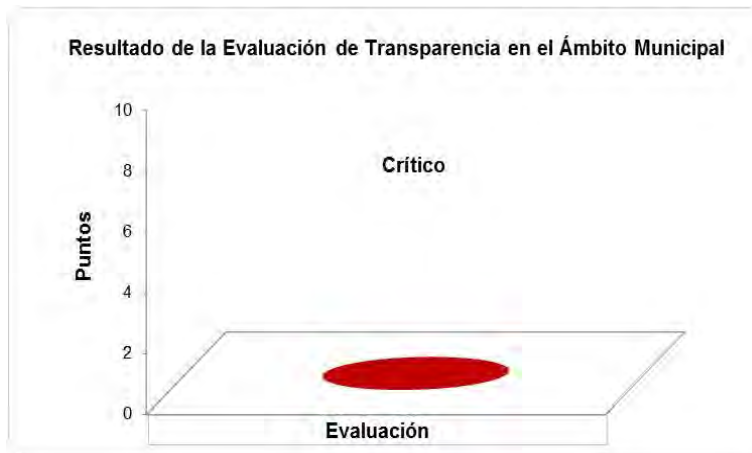 Resultado de la Evaluación de Transparencia en el Ámbito Municipal
10
8
Crítico
6
Puntos
4
2
0
Evaluación